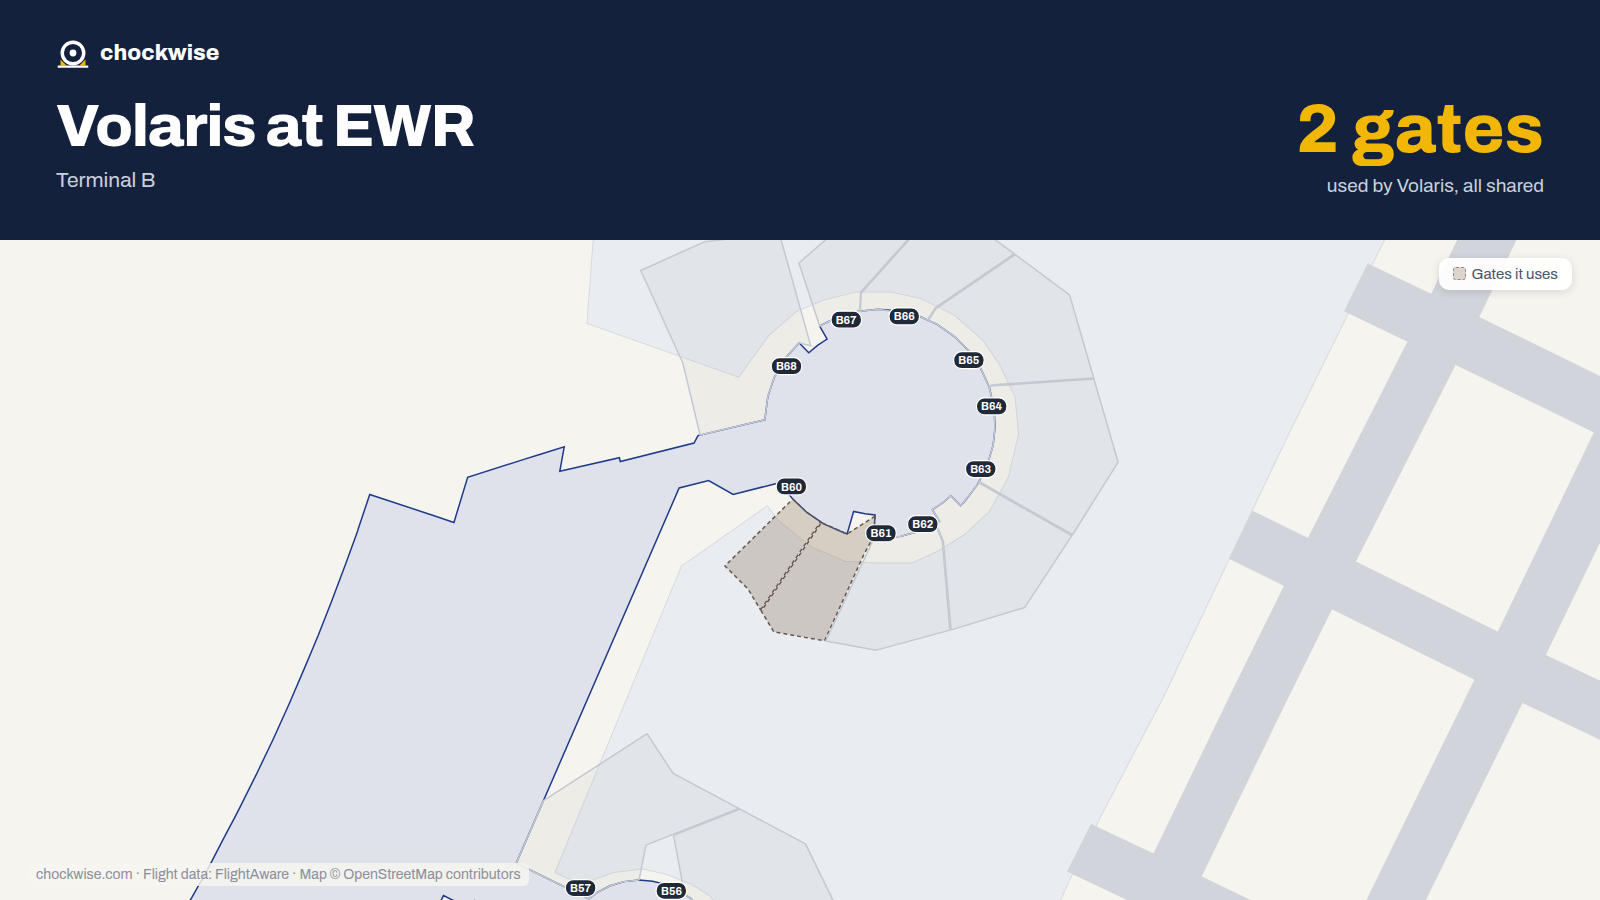 chockwise
Volaris at EWR
Terminal B
2 gates
used by Volaris, all shared
Gates it uses
B67
B66
B68
B65
B64
B63
B60
B62
B61
B57
B56
chockwise.com · Flight data: FlightAware · Map © OpenStreetMap contributors